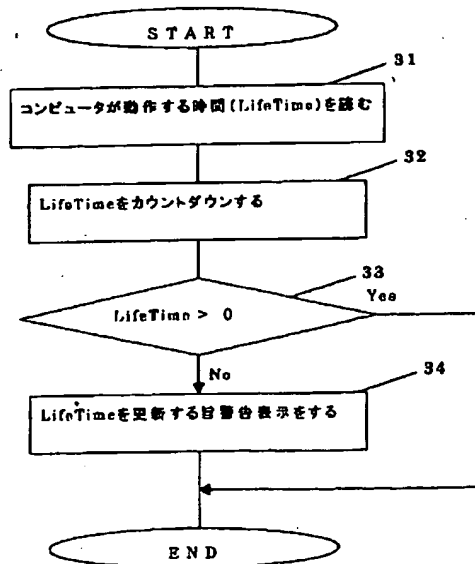 START
31
コンピュータが動作する時間(LifeTime)を読む
32
LifeTimeをカウントダウンする
33
LifeTime > 0
Yes
No
34
LifeTimeを更新する旨警告表示をする
END